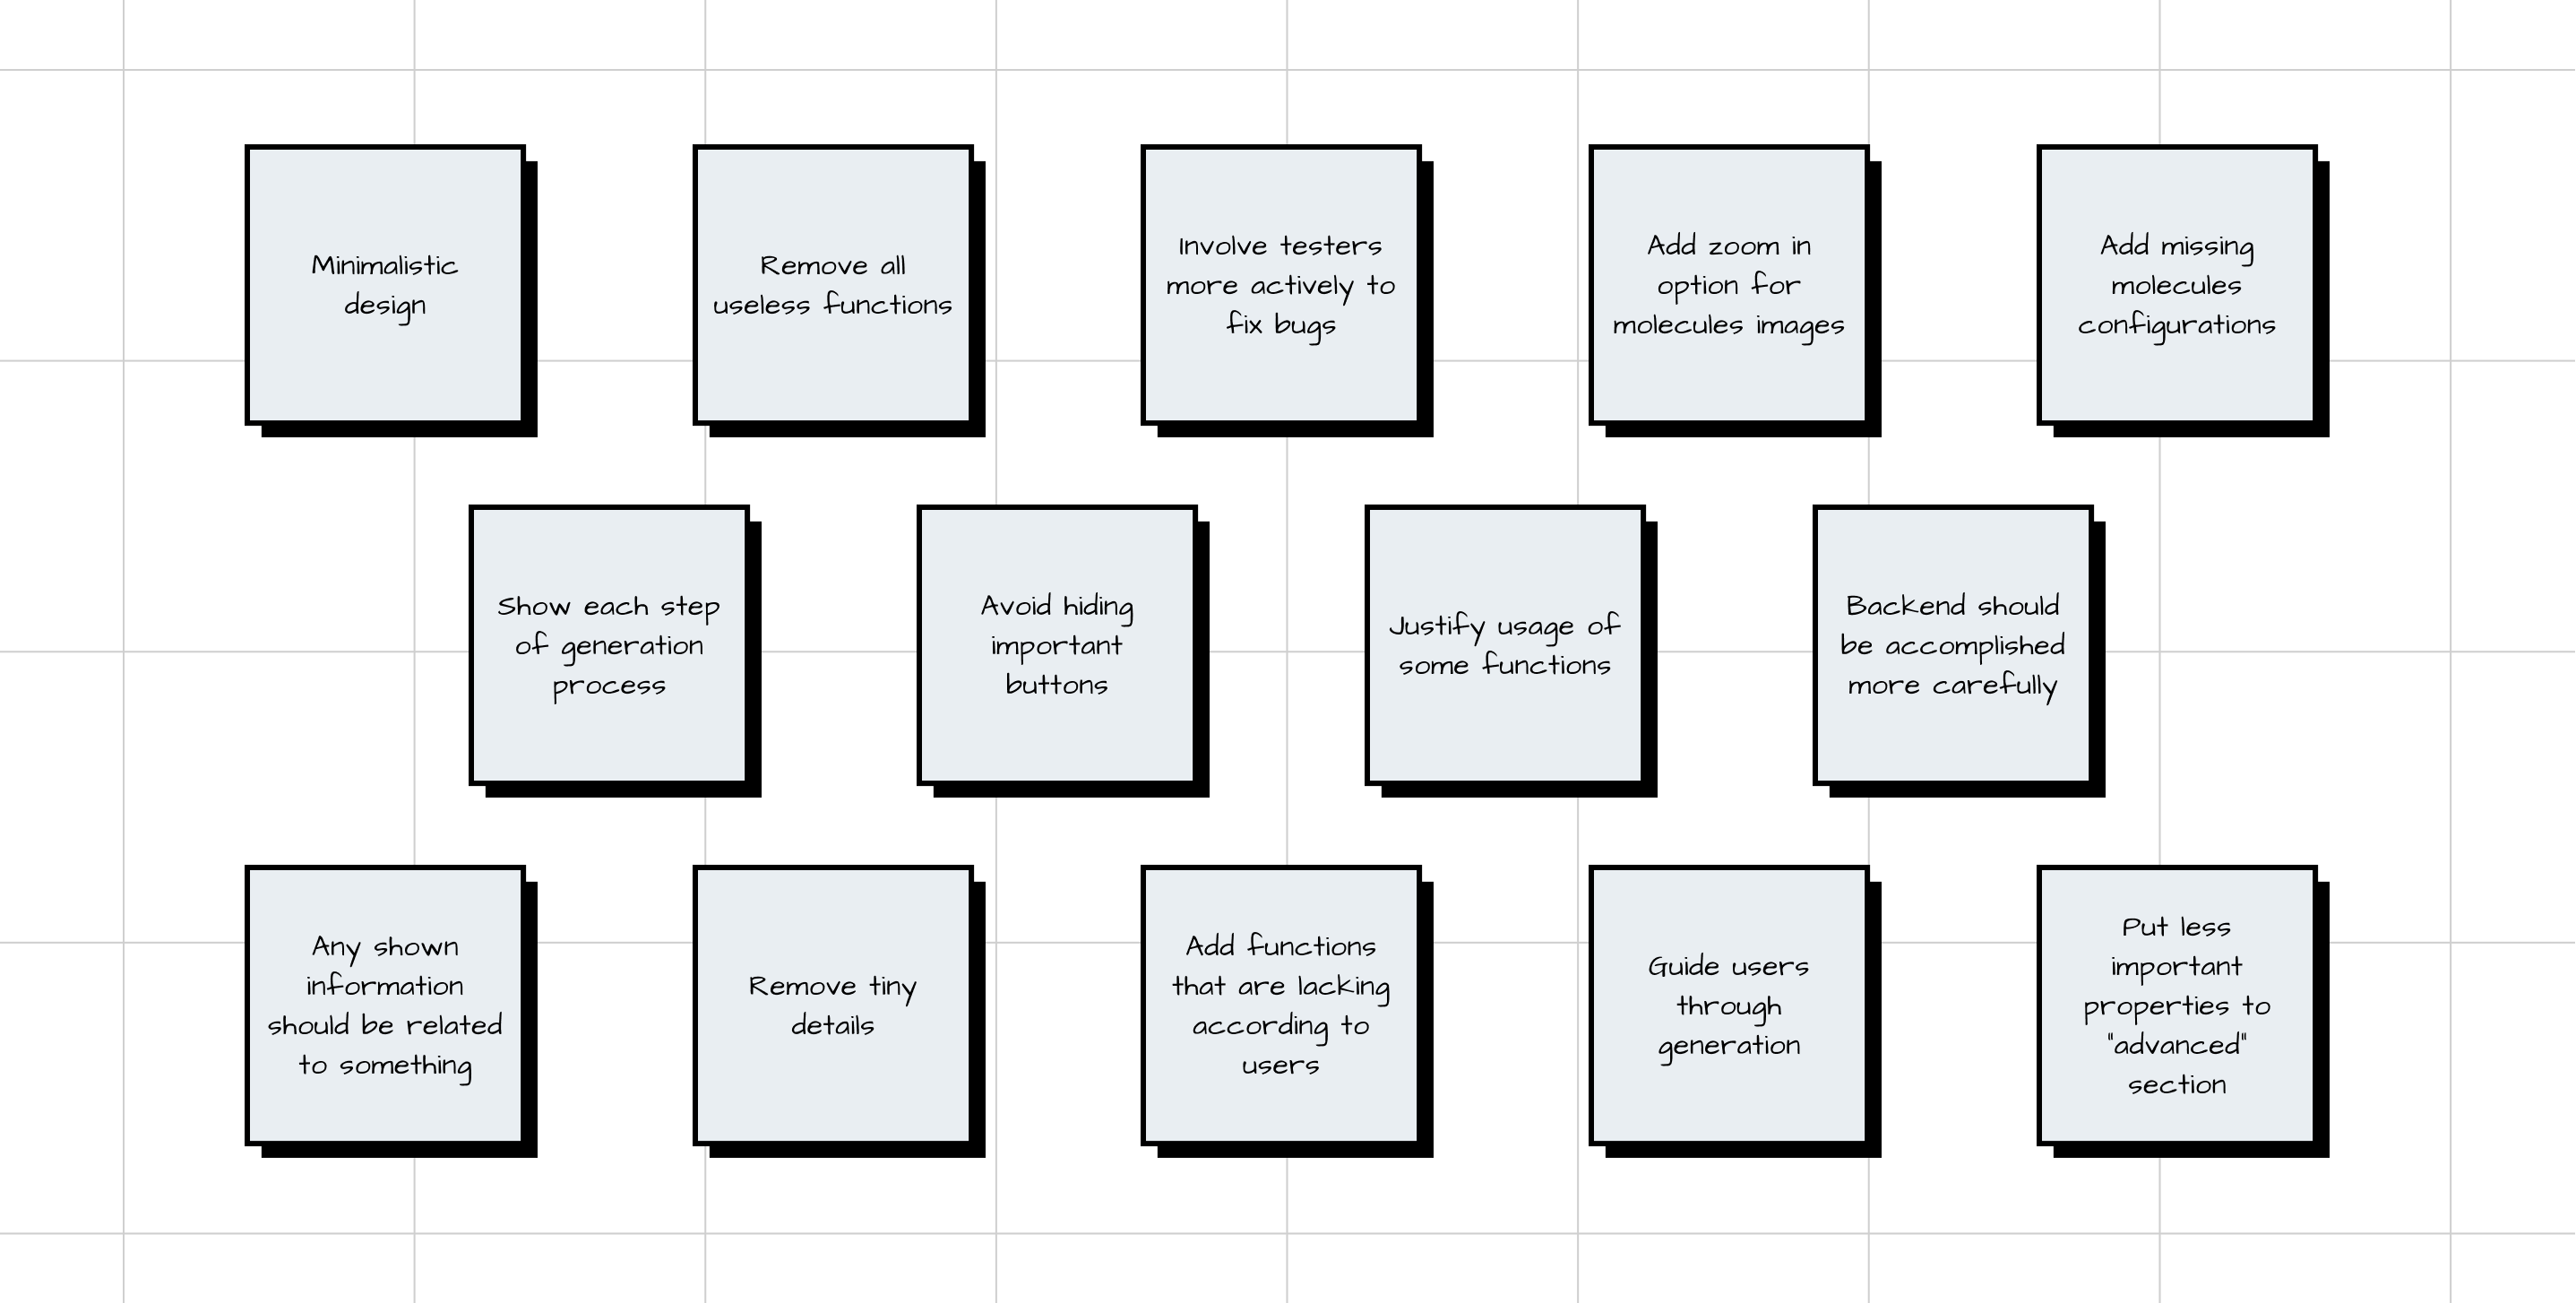 Minimalistic
design
Remove all
useless functions
Involve testers
more actively to
fix bugs
Add zoom in
option for
molecules images
Add missing
molecules
configurations
Show each step
of generation
process
Avoid hiding
important
buttons
Justify usage of
some functions
Backend should
be accomplished
more carefully
Any shown
information
should be related
to something
Remove tiny
details
Add functions
that are lacking
according to
users
Guide users
through
generation
Put less
important
properties to
"advanced"
section